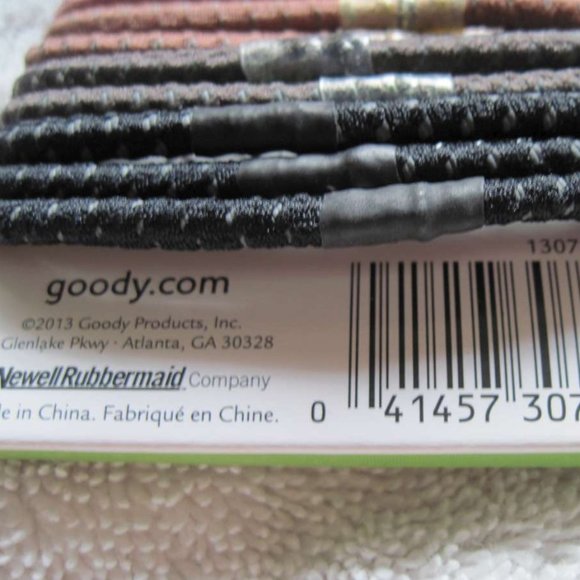 1307
goody.com
©2013 Goody Products, Inc.
Glenlake Pkwy · Atlanta, GA 30328
NewellRubbermaid Company
e in China. Fabriqué en Chine.
0 41457 307